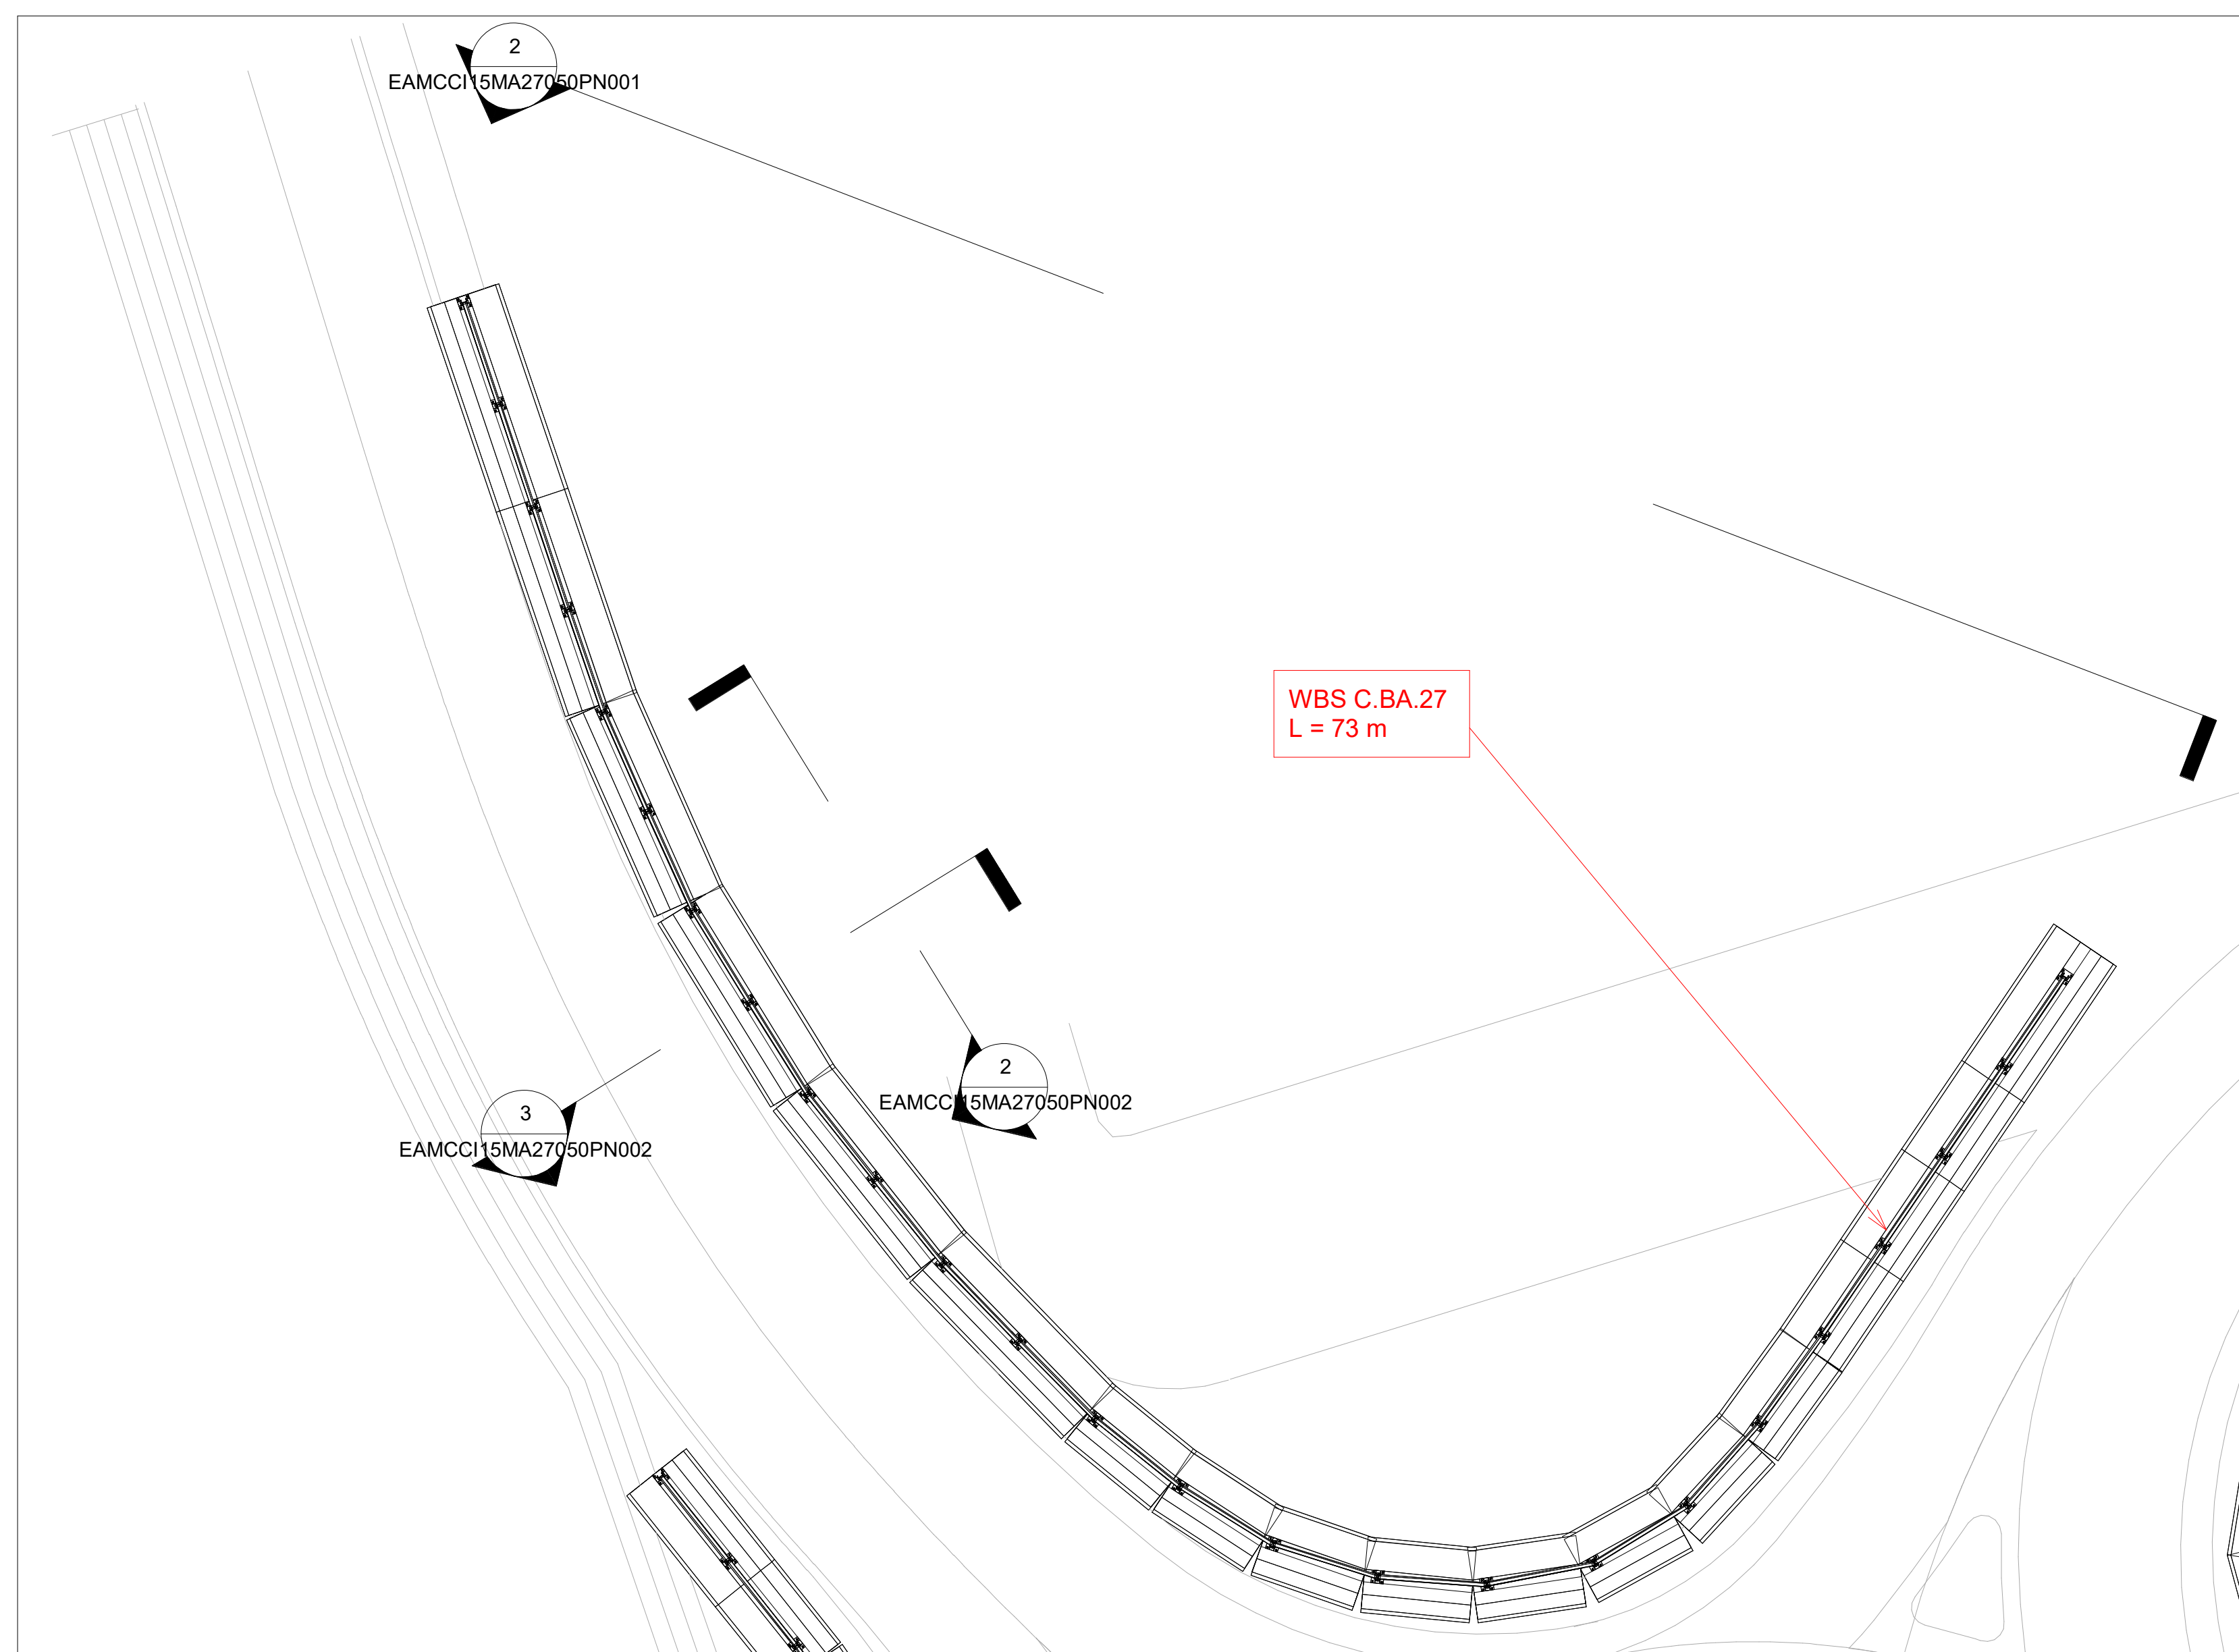 2
EAMCCI15MA27050PN001
WBS C.BA.27
L = 73 m
2
EAMCCI15MA27050PN002
3
EAMCCI15MA27050PN002